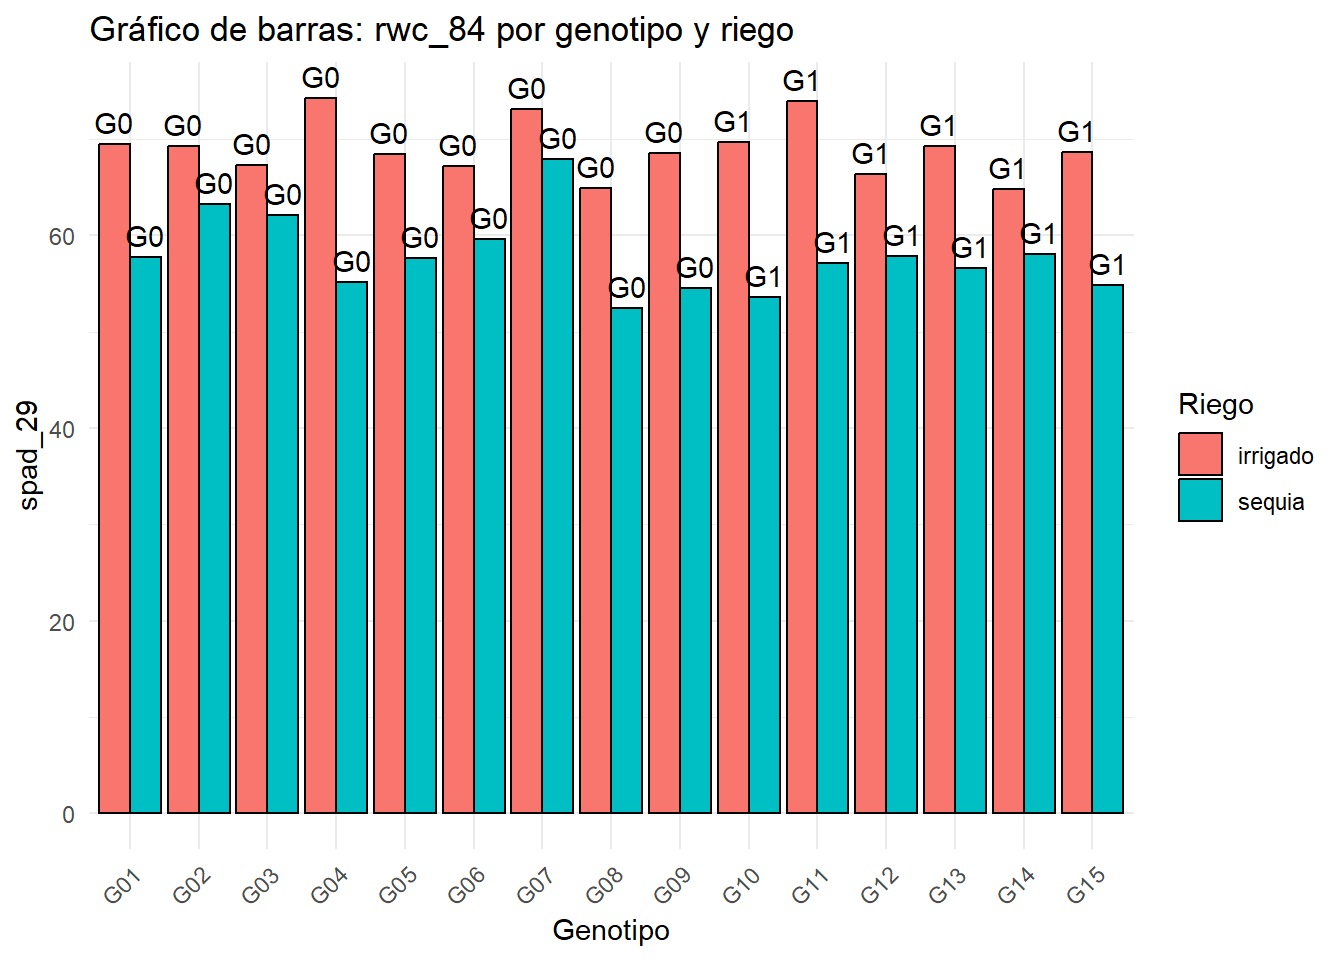 Gráfico de barras: rwc_84 por genotipo y riego
G0 G0 G0 G0 G0 G0 G0 G0 G0 G1 G1 G1 G1 G1 G1
G0 G0 G0 G0 G0 G0 G0 G0 G0 G1 G1 G1 G1 G1 G1
60
40
20
0
spad_29
G01 G02 G03 G04 G05 G06 G07 G08 G09 G10 G11 G12 G13 G14 G15
Genotipo
Riego
irrigado
sequia